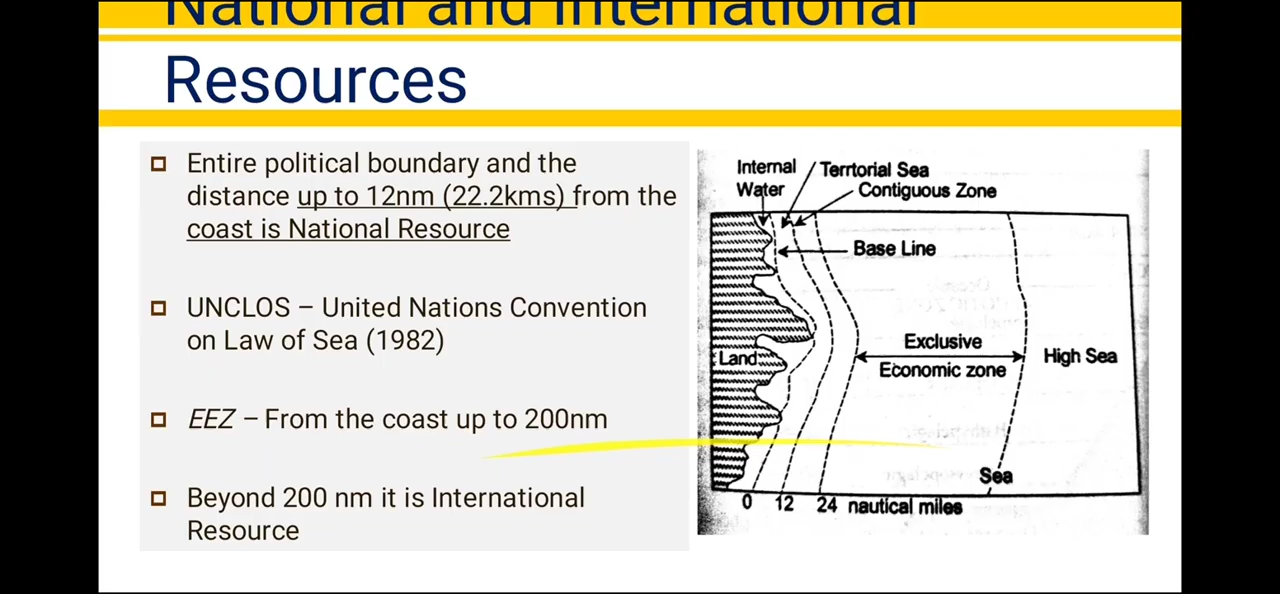 National and International
Resources
Entire political boundary and the
distance up to 12nm (22.2kms) from the
coast is National Resource
UNCLOS – United Nations Convention
on Law of Sea (1982)
EEZ – From the coast up to 200nm
Beyond 200 nm it is International
Resource
Internal
Water
Terrtorial Sea
Contiguous Zone
Base Line
Land
Exclusive
Economic zone
High Sea
Sea
0 12 24 nautical miles